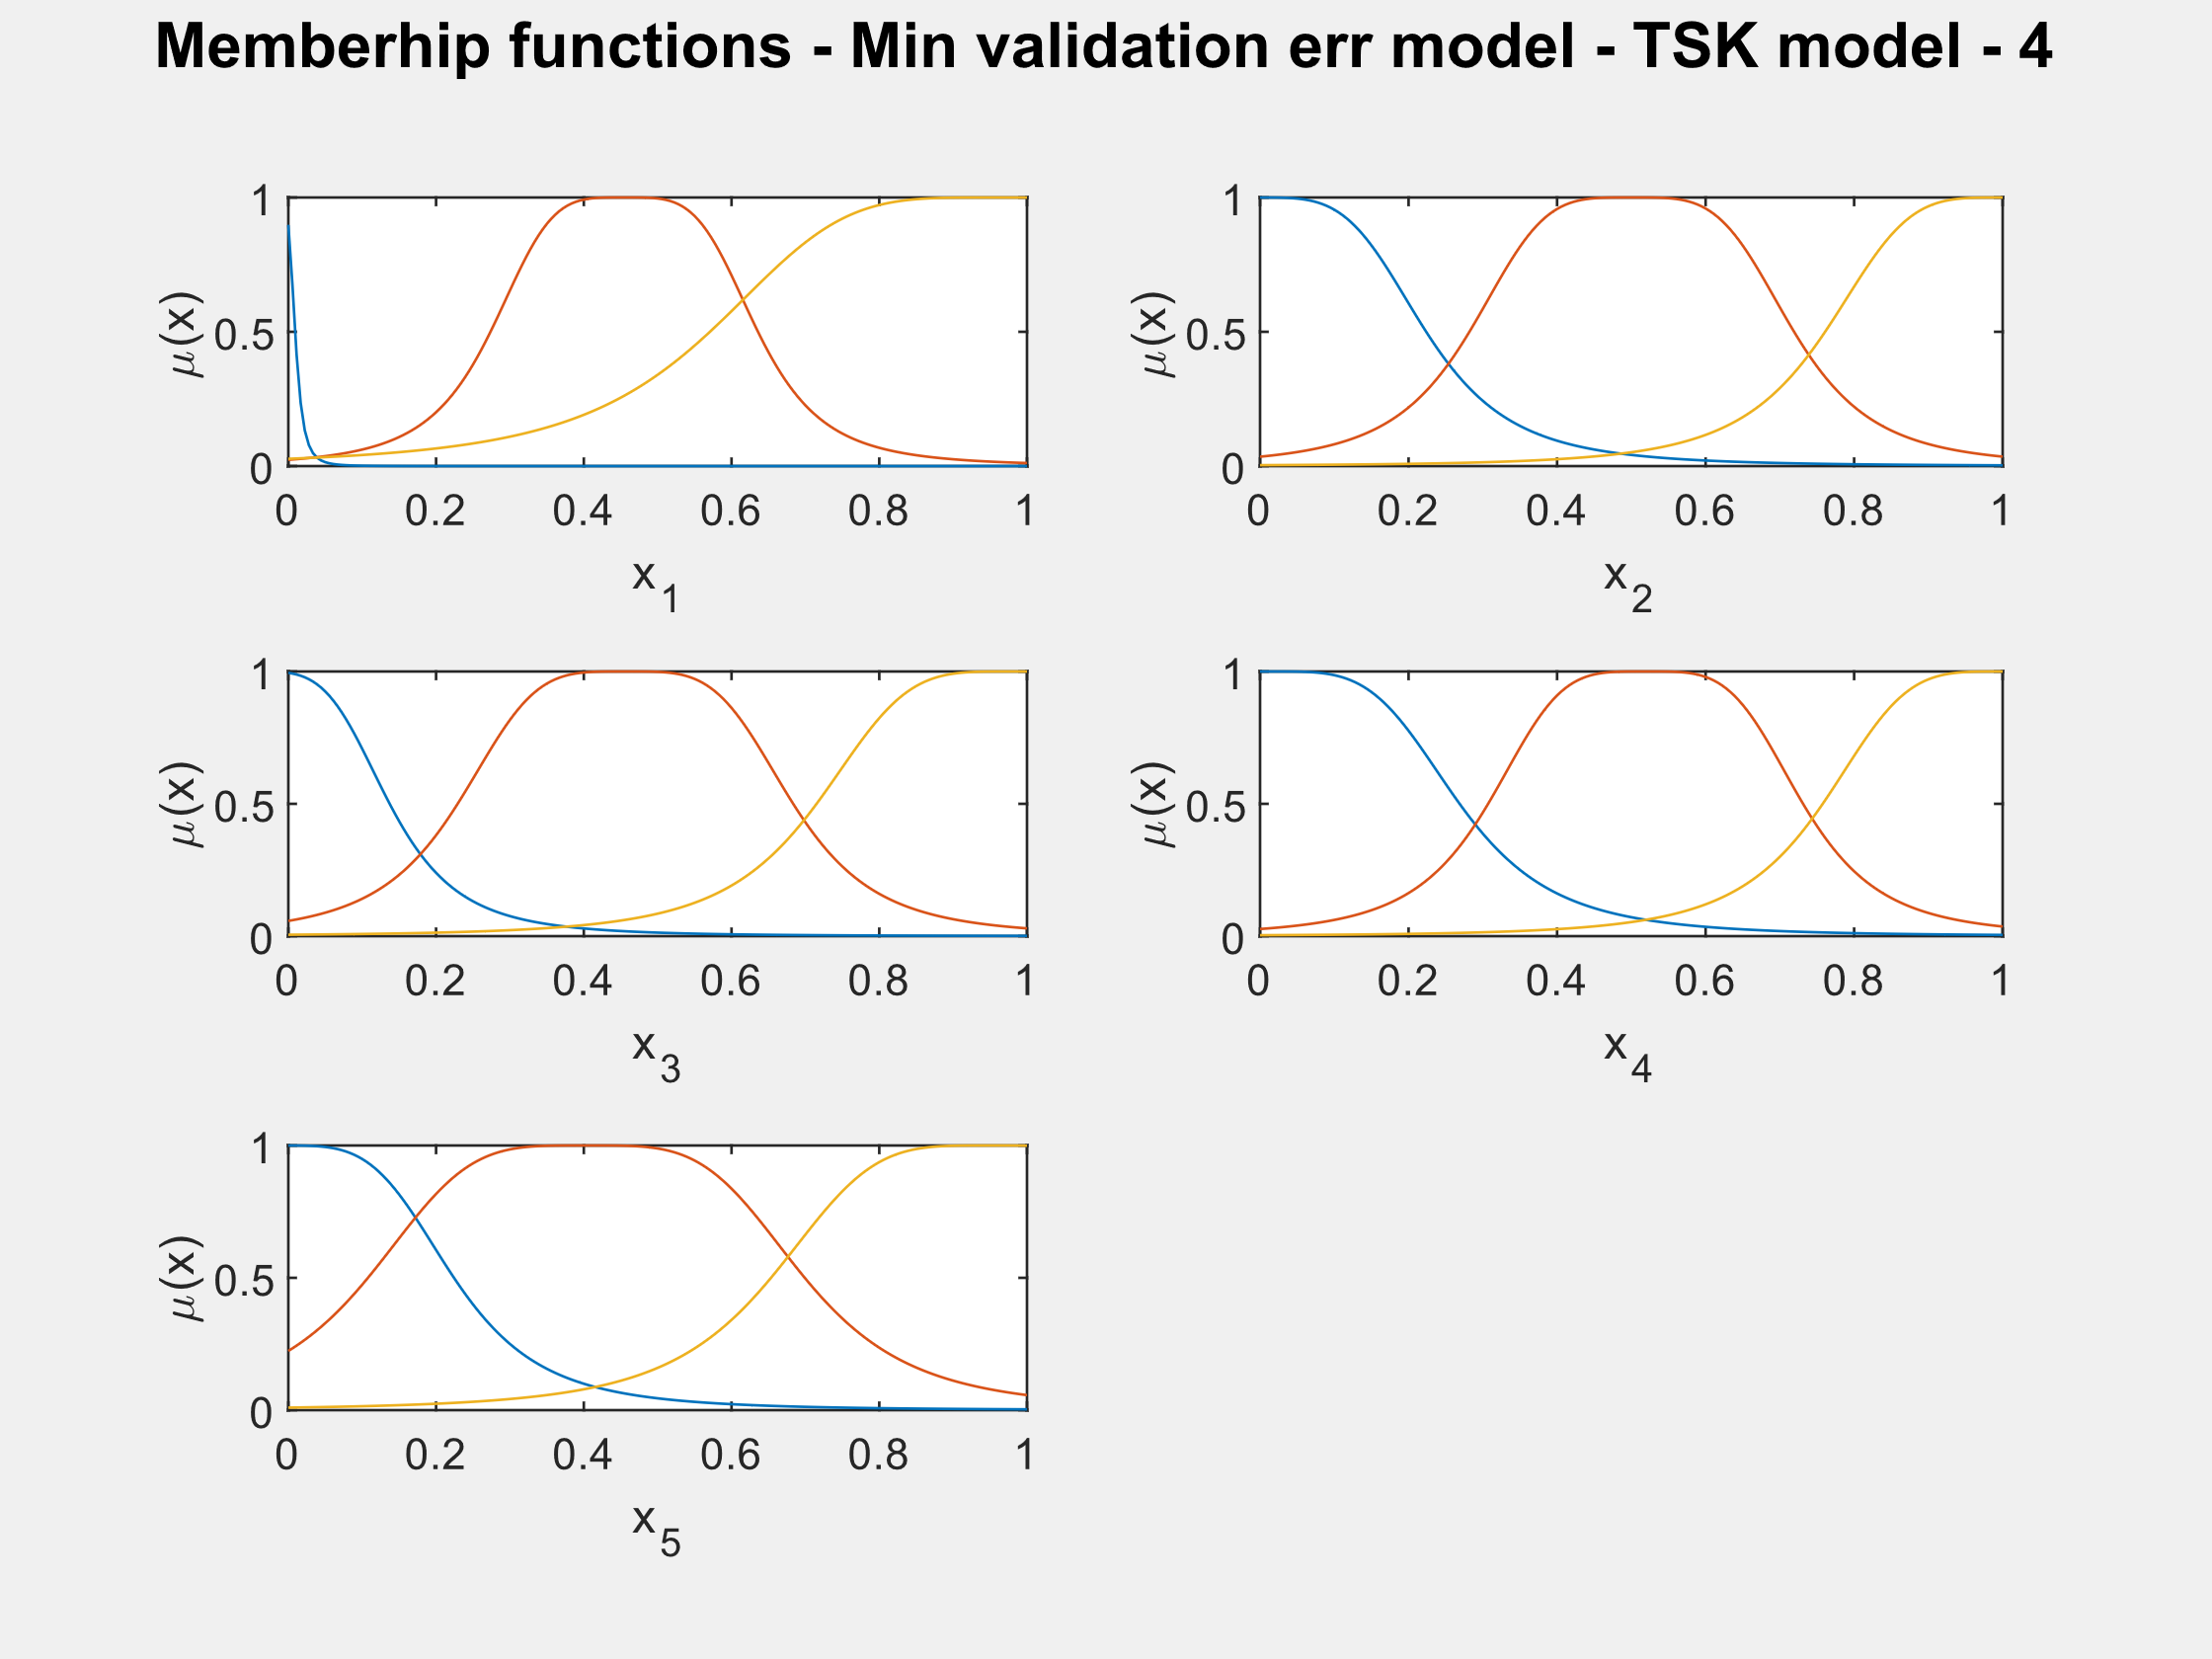 Memberhip functions - Min validation err model - TSK model - 4
1
0.5
0
μ(x)
0 0.2 0.4 0.6 0.8 1
x1
1
0.5
0
μ(x)
0 0.2 0.4 0.6 0.8 1
x2
1
0.5
0
μ(x)
0 0.2 0.4 0.6 0.8 1
x3
1
0.5
0
μ(x)
0 0.2 0.4 0.6 0.8 1
x4
1
0.5
0
μ(x)
0 0.2 0.4 0.6 0.8 1
x5